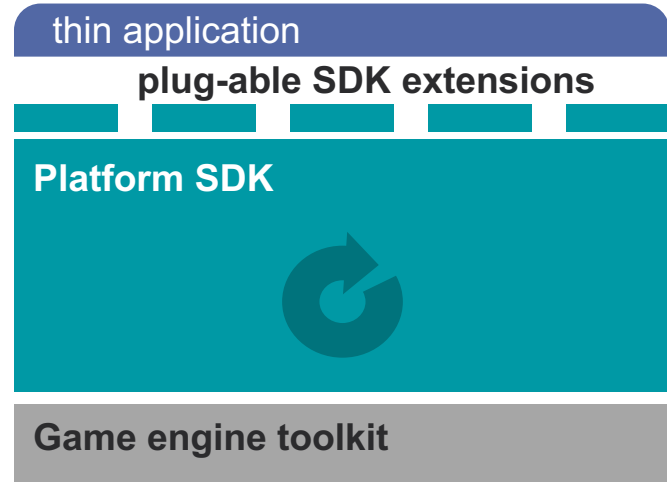 thin application
plug-able SDK extensions
Platform SDK
Game engine toolkit